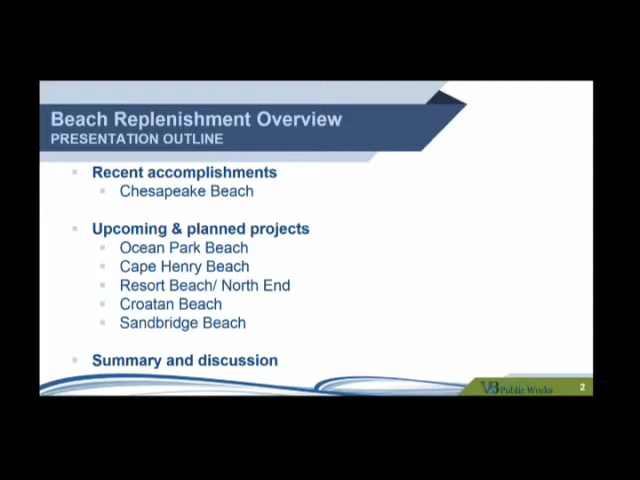 Beach Replenishment Overview
PRESENTATION OUTLINE
Recent accomplishments
Chesapeake Beach
Upcoming & planned projects
Ocean Park Beach
Cape Henry Beach
Resort Beach/ North End
Croatan Beach
Sandbridge Beach
Summary and discussion
VB Public Works 2